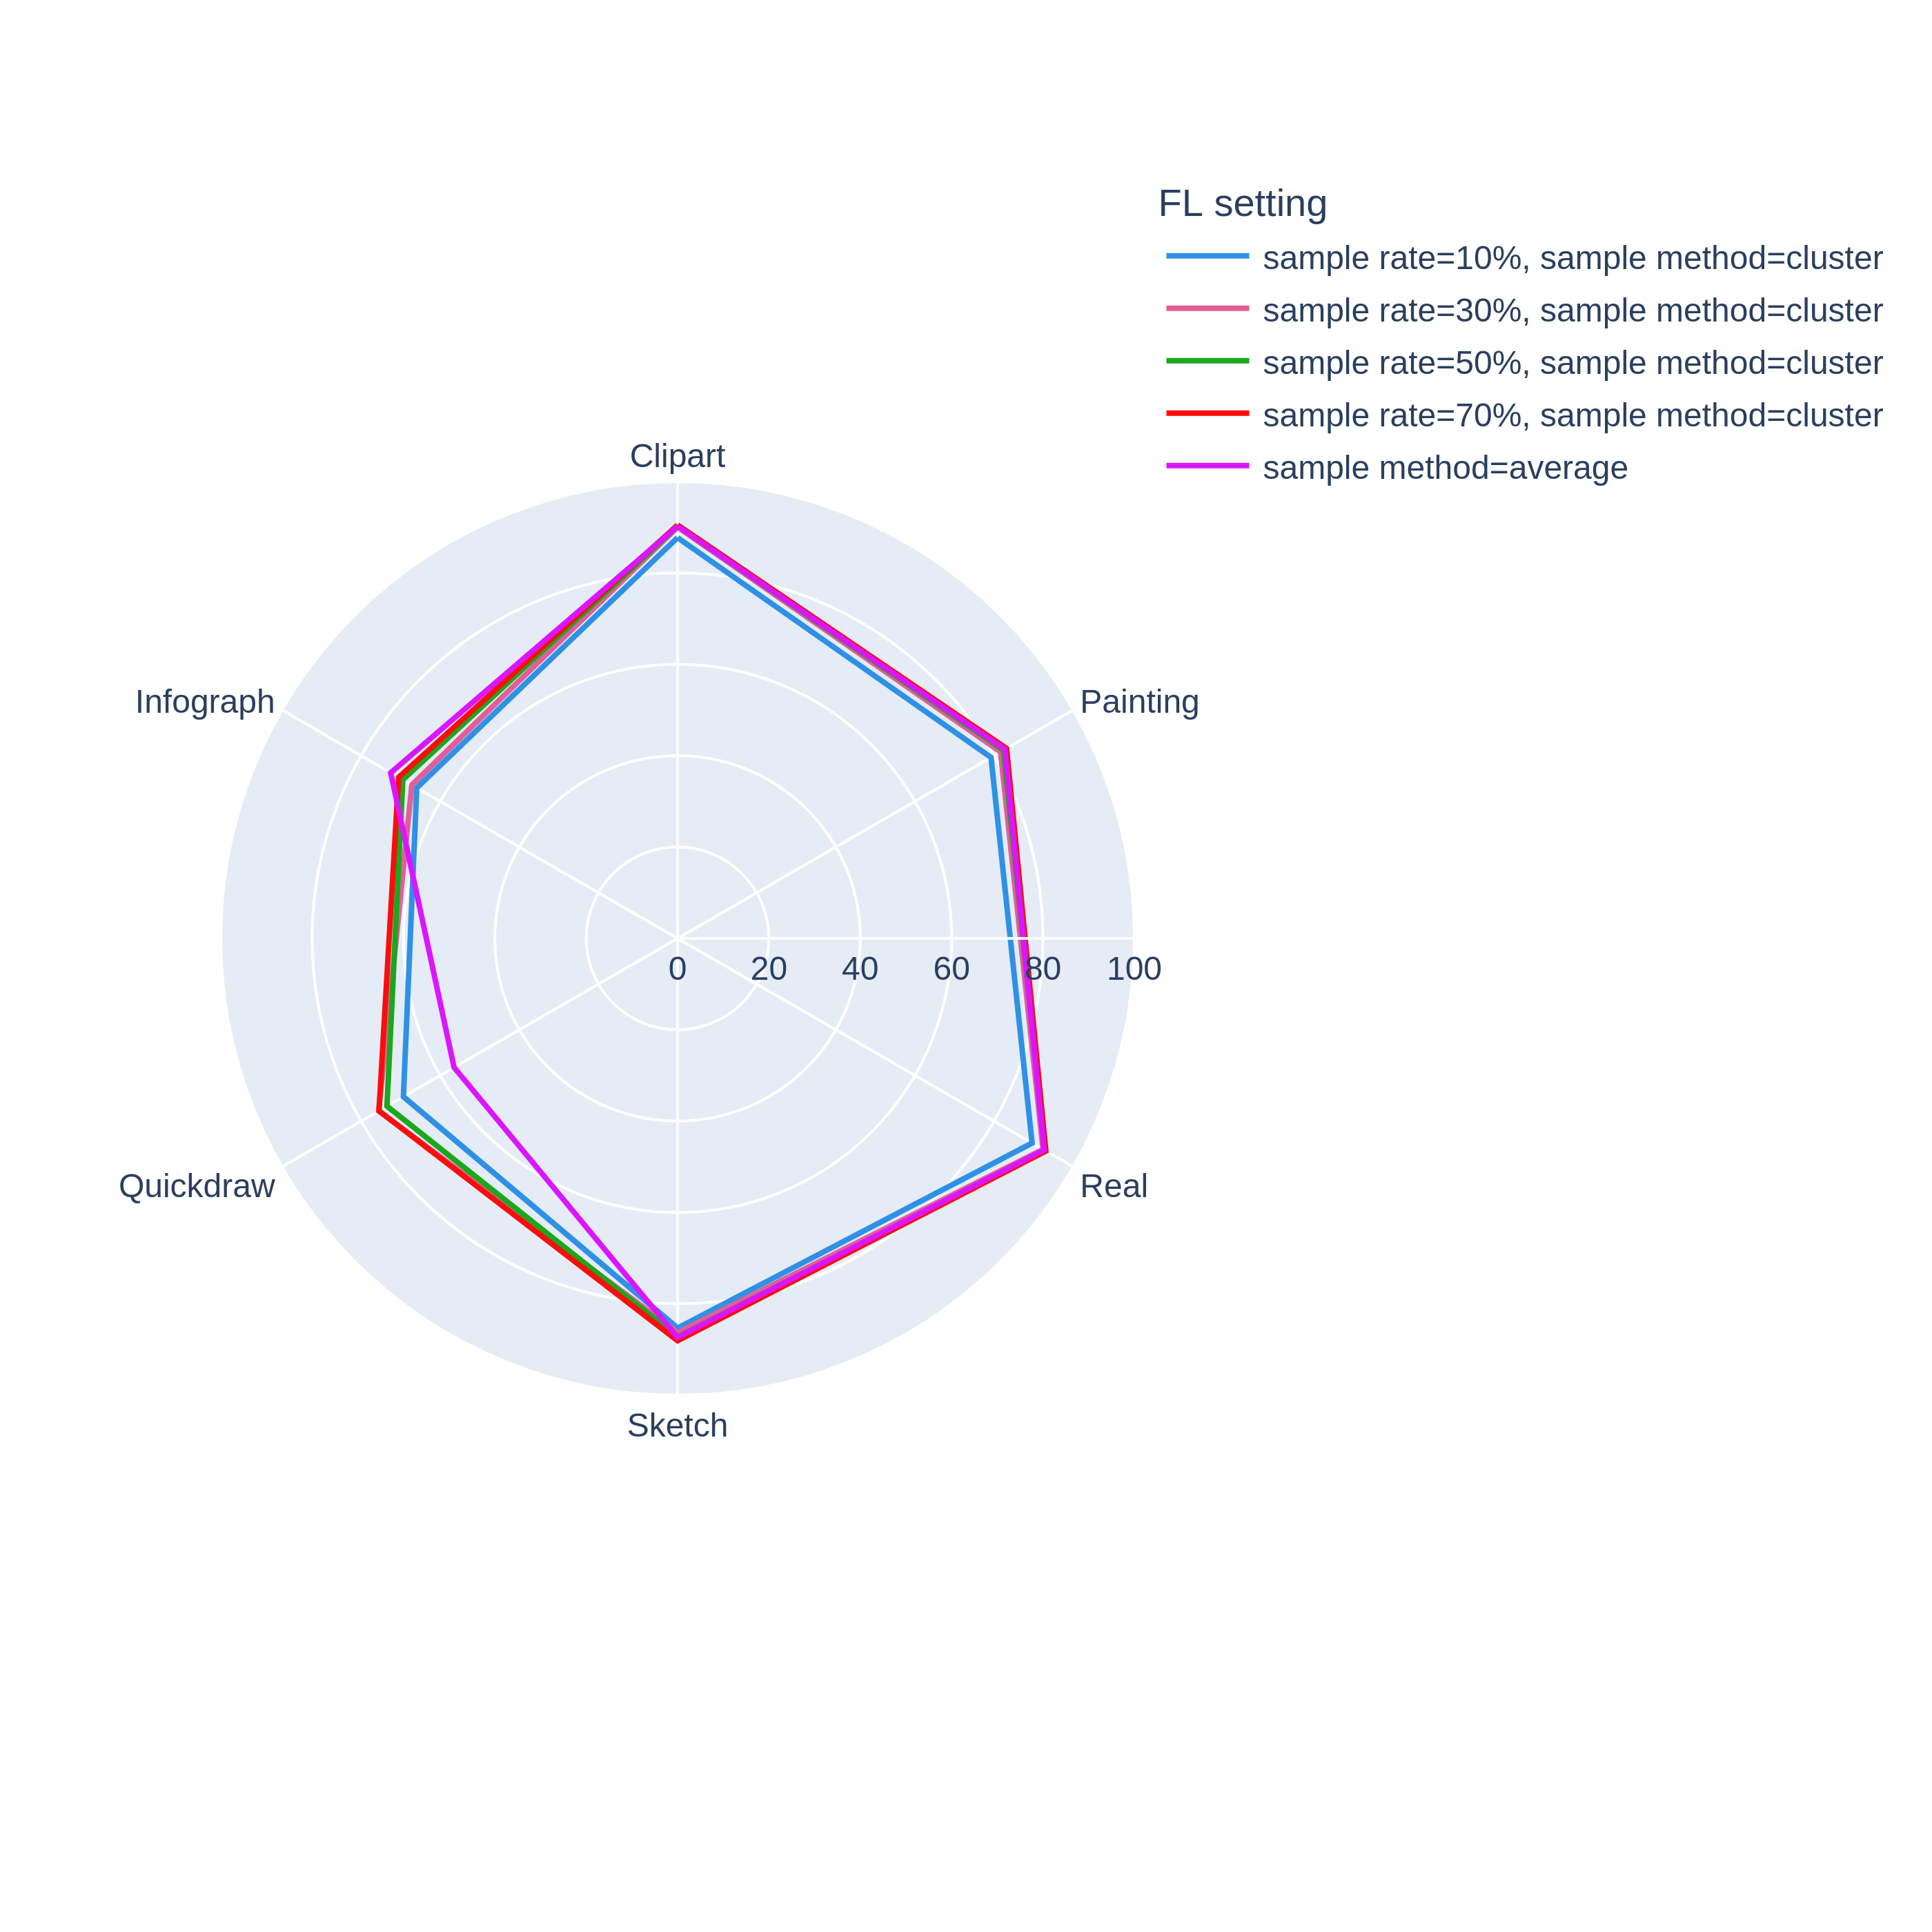 FL setting
sample rate=10%, sample method=cluster
sample rate=30%, sample method=cluster
sample rate=50%, sample method=cluster
sample rate=70%, sample method=cluster
sample method=average
Clipart
Infograph
Painting
0 20 40 60 80 100
Quickdraw
Real
Sketch